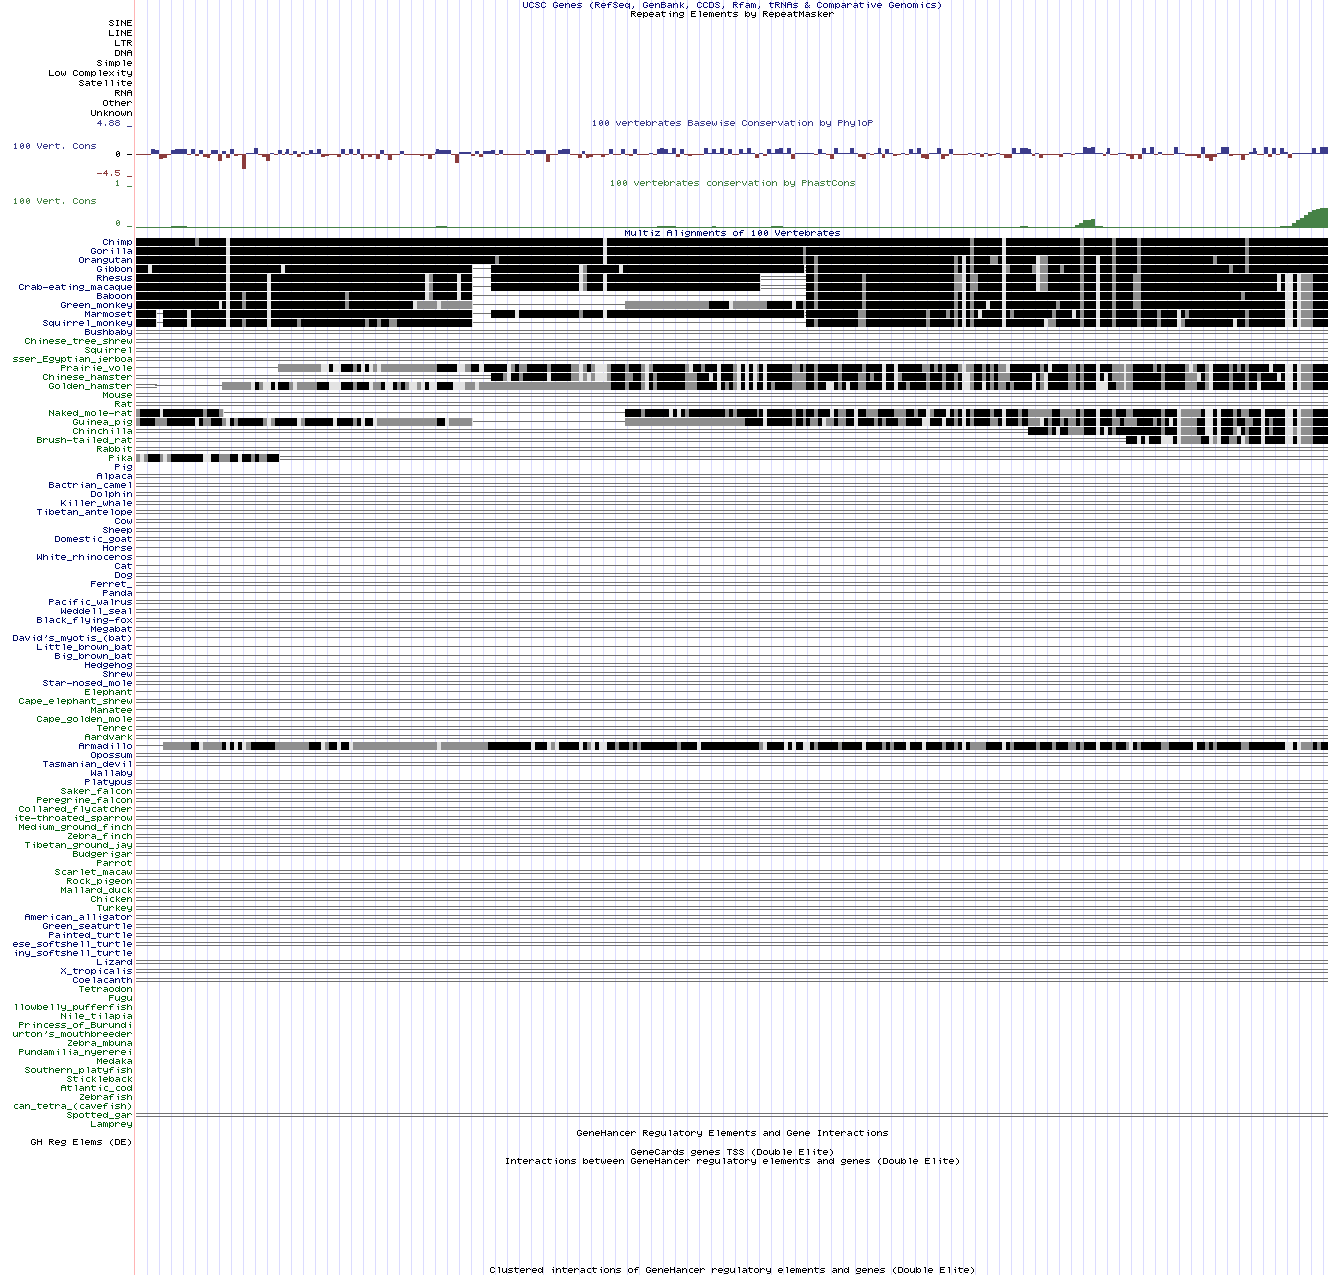 UCSC Genes (RefSeq, GenBank, CCDS, Rfam, tRNAs & Comparative Genomics)
Repeating Elements by RepeatMasker
SINE
LINE
LTR
DNA
Simple
Low Complexity
Satellite
RNA
Other
Unknown
4.88 _
100 vertebrates Basewise Conservation by PhyloP
100 Vert. Cons
0 _
-4.5 _
1 _
100 vertebrates conservation by PhastCons
100 Vert. Cons
0 _
Multiz Alignments of 100 Vertebrates
Chimp
Gorilla
Orangutan
Gibbon
Rhesus
Crab-eating_macaque
Baboon
Green_monkey
Marmoset
Squirrel_monkey
Bushbaby
Chinese_tree_shrew
Squirrel
sser_Egyptian_jerboa
Prairie_vole
Chinese_hamster
Golden_hamster
Mouse
Rat
Naked_mole-rat
Guinea_pig
Chinchilla
Brush-tailed_rat
Rabbit
Pika
Pig
Alpaca
Bactrian_camel
Dolphin
Killer_whale
Tibetan_antelope
Cow
Sheep
Domestic_goat
Horse
White_rhinoceros
Cat
Dog
Ferret_
Panda
Pacific_walrus
Weddell_seal
Black_flying-fox
Megabat
David's_myotis_(bat)
Little_brown_bat
Big_brown_bat
Hedgehog
Shrew
Star-nosed_mole
Elephant
Cape_elephant_shrew
Manatee
Cape_golden_mole
Tenrec
Aardvark
Armadillo
Opossum
Tasmanian_devil
Wallaby
Platypus
Saker_falcon
Peregrine_falcon
Collared_flycatcher
ite-throated_sparrow
Medium_ground_finch
Zebra_finch
Tibetan_ground_jay
Budgerigar
Parrot
Scarlet_macaw
Rock_pigeon
Mallard_duck
Chicken
Turkey
American_alligator
Green_seaturtle
Painted_turtle
ese_softshell_turtle
iny_softshell_turtle
Lizard
X_tropicalis
Coelacanth
Tetraodon
Fugu
llowbelly_pufferfish
Nile_tilapia
Princess_of_Burundi
urton's_mouthbreeder
Zebra_mbuna
Pundamilia_nyererei
Medaka
Southern_platyfish
Stickleback
Atlantic_cod
Zebrafish
can_tetra_(cavefish)
Spotted_gar
Lamprey
GeneHancer Regulatory Elements and Gene Interactions
GH Reg Elems (DE)
GeneCards genes TSS (Double Elite)
Interactions between GeneHancer regulatory elements and genes (Double Elite)
Clustered interactions of GeneHancer regulatory elements and genes (Double Elite)